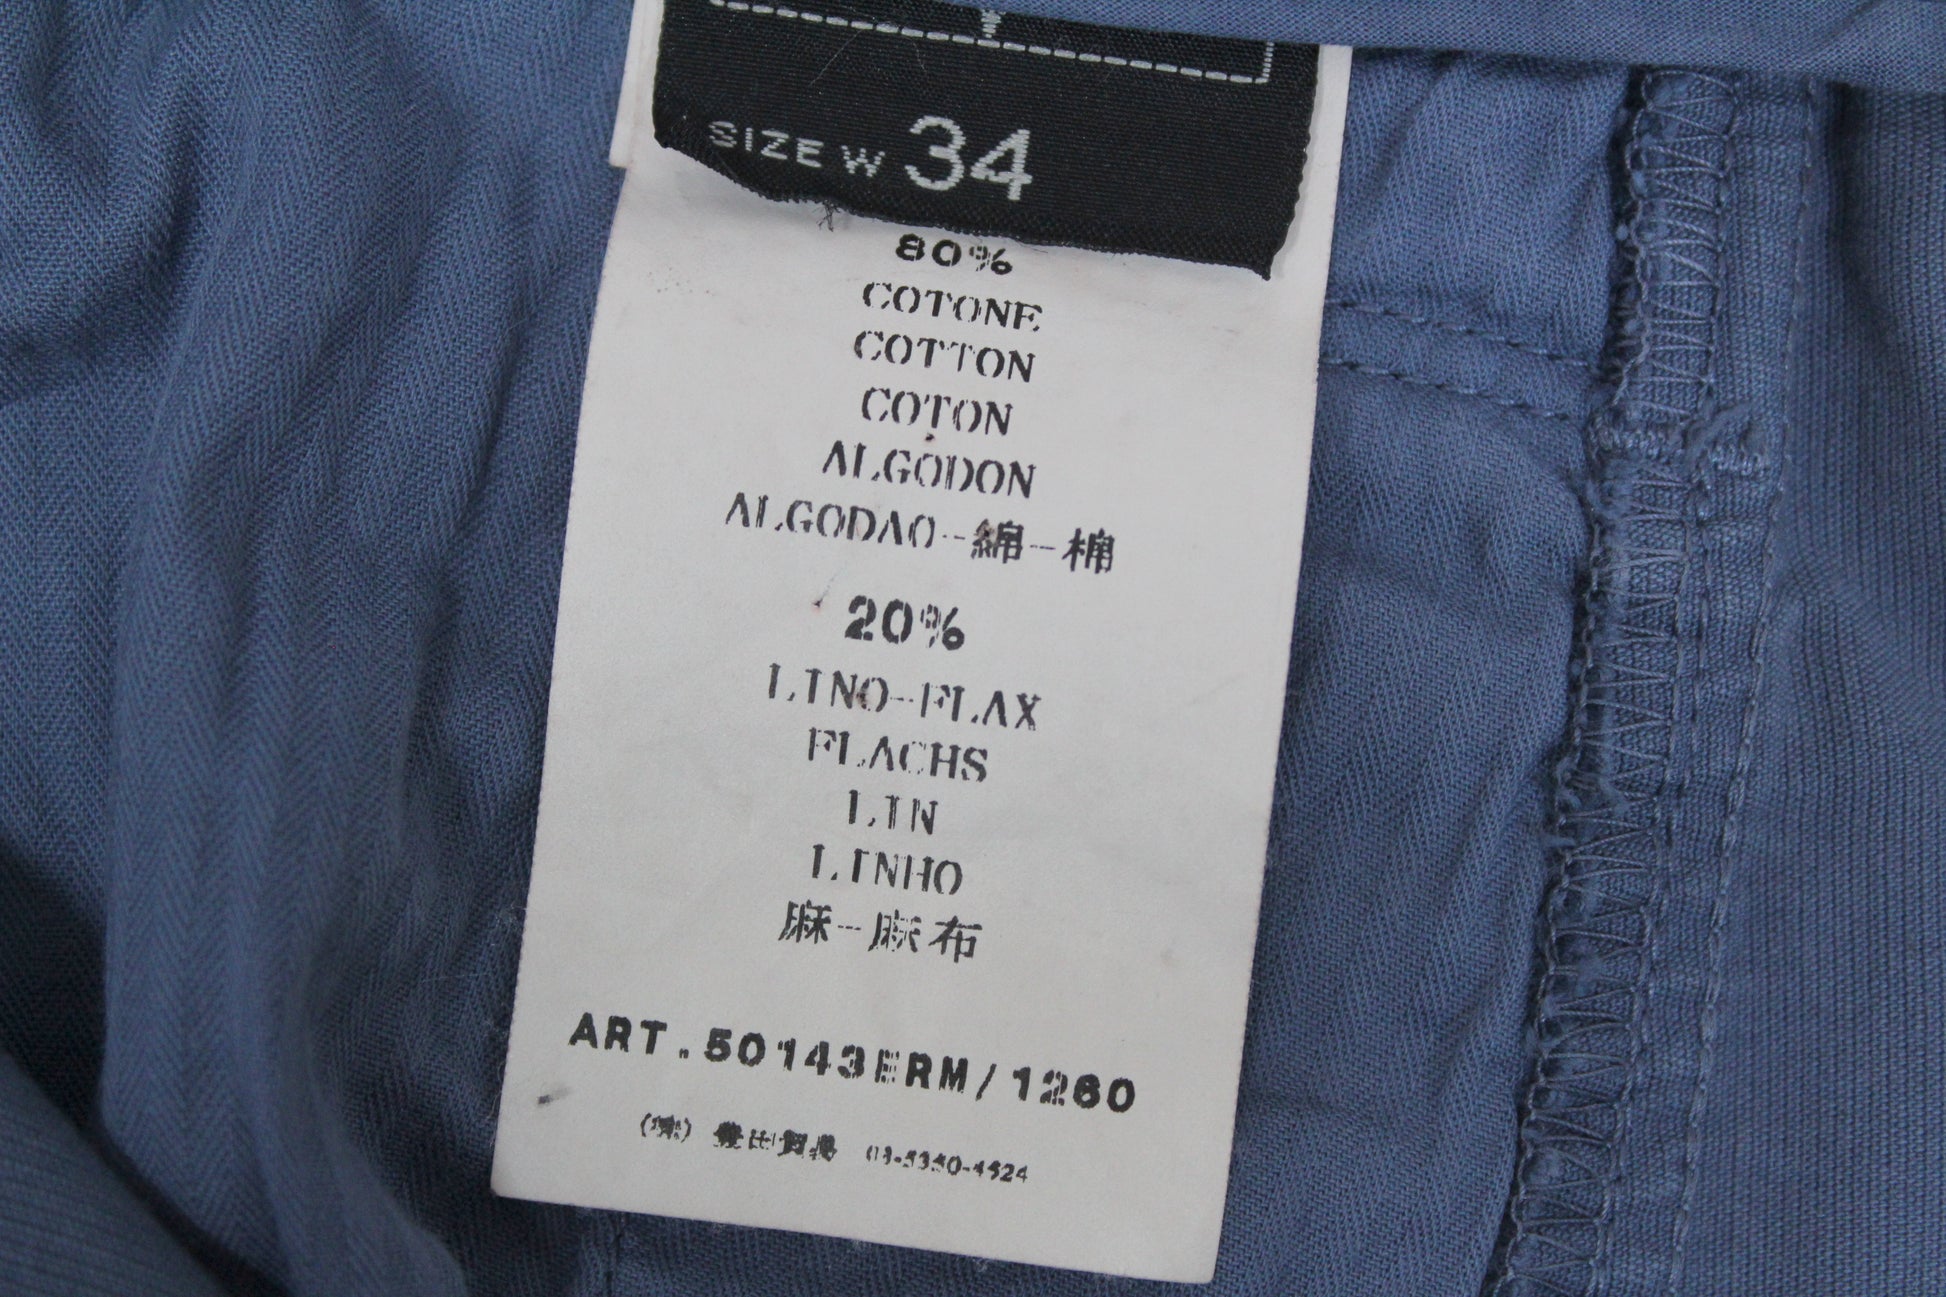 SIZE W 34
80%
COTONE
COTTON
COTON
ALGODON
ALGODAO-綿-棉
20%
LINO-FLAX
FLACHS
LIN
LINHO
麻-麻布
ART.50143ERM/1260
(株)